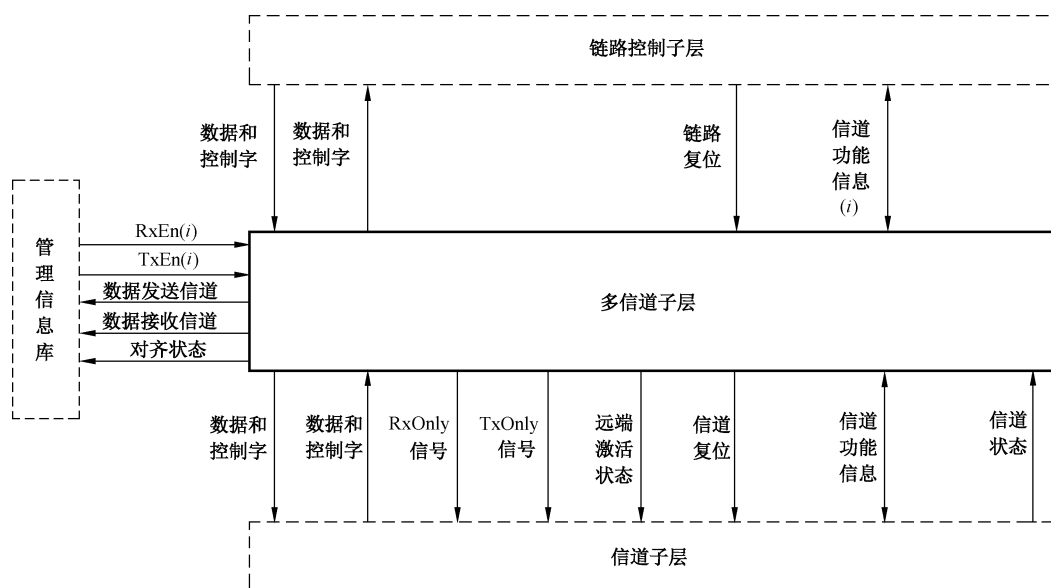 链路控制子层
数据和
控制字
数据和
控制字
链路
复位
信道
功能
信息
(i)
管
理
信
息
库
RxEn(i)
TxEn(i)
数据发送信道
数据接收信道
对齐状态
多信道子层
数据和
控制字
数据和
控制字
RxOnly
信号
TxOnly
信号
远端
激活
状态
信道
复位
信道
功能
信息
信道
状态
信道子层